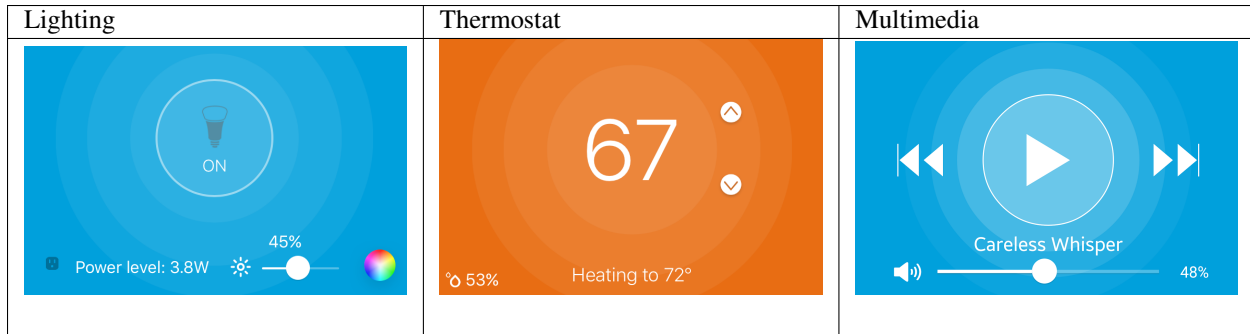 Lighting
Thermostat
Multimedia
ON
45%
Power level: 3.8W
67
53%
Heating to 72°
Careless Whisper
48%